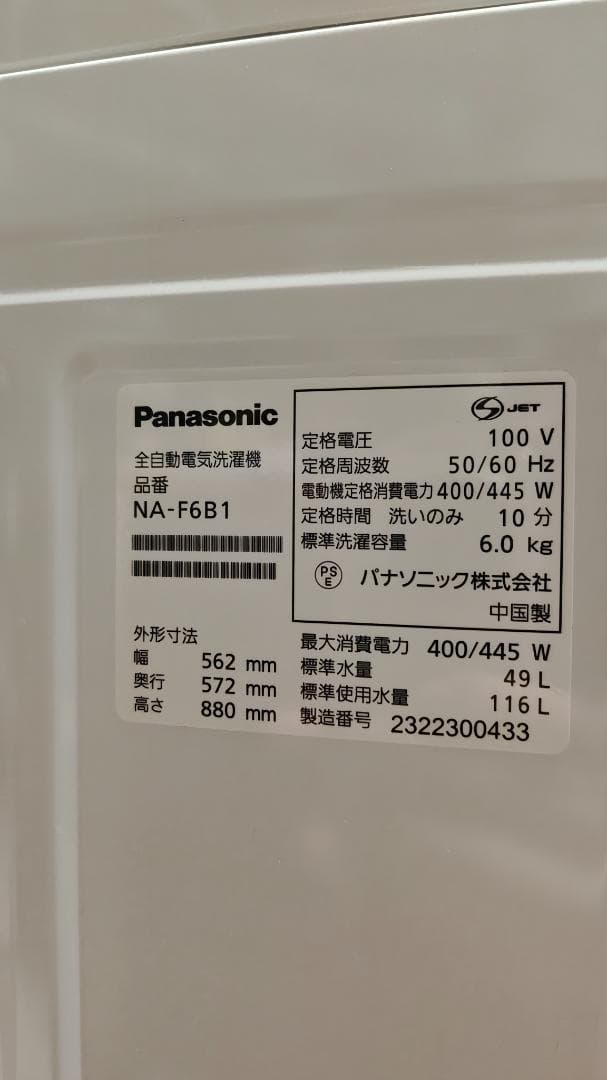 Panasonic
全自動電気洗濯機
品番
NA-F6B1
外形寸法
幅 562 mm
奥行 572 mm
高さ 880 mm
S JET
定格電圧 100 V
定格周波数 50/60 Hz
電動機定格消費電力 400/445 W
定格時間 洗いのみ 10 分
標準洗濯容量 6.0 kg
PS
E パナソニック株式会社
中国製
最大消費電力 400/445 W
標準水量 49 L
標準使用水量 116 L
製造番号 2322300433